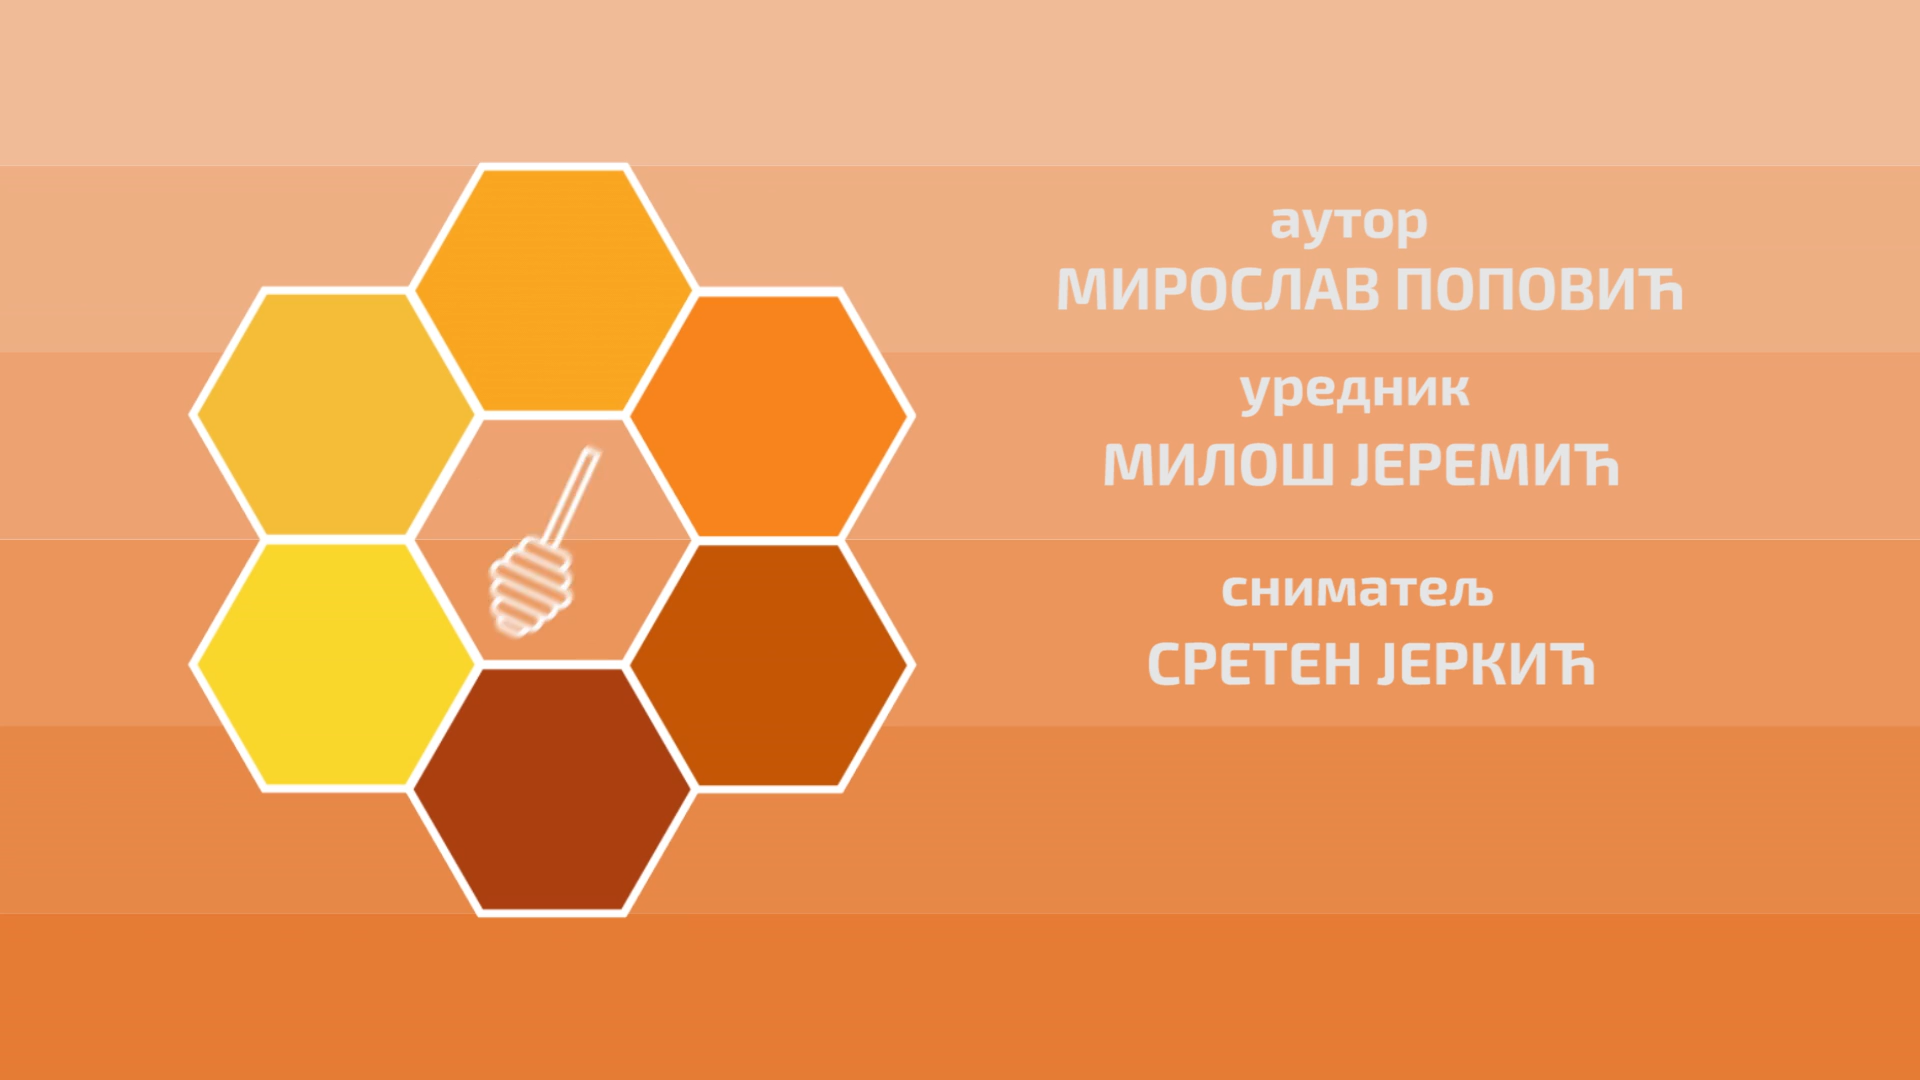 аутор
МИРОСЛАВ ПОПОВИЋ
уредник
МИЛОШ ЈЕРЕМИЋ
сниматељ
СРЕТЕН ЈЕРКИЋ